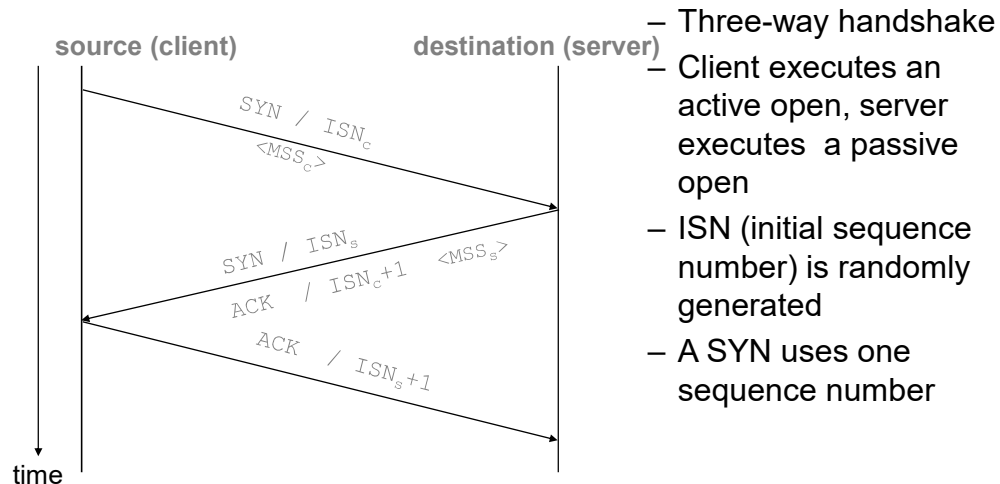 source (client)
destination (server)
SYN / ISNc
<MSSc>
SYN / ISNs
ACK / ISNc+1 <MSSs>
ACK / ISNs+1
time
– Three-way handshake
– Client executes an
active open, server
executes a passive
open
– ISN (initial sequence
number) is randomly
generated
– A SYN uses one
sequence number